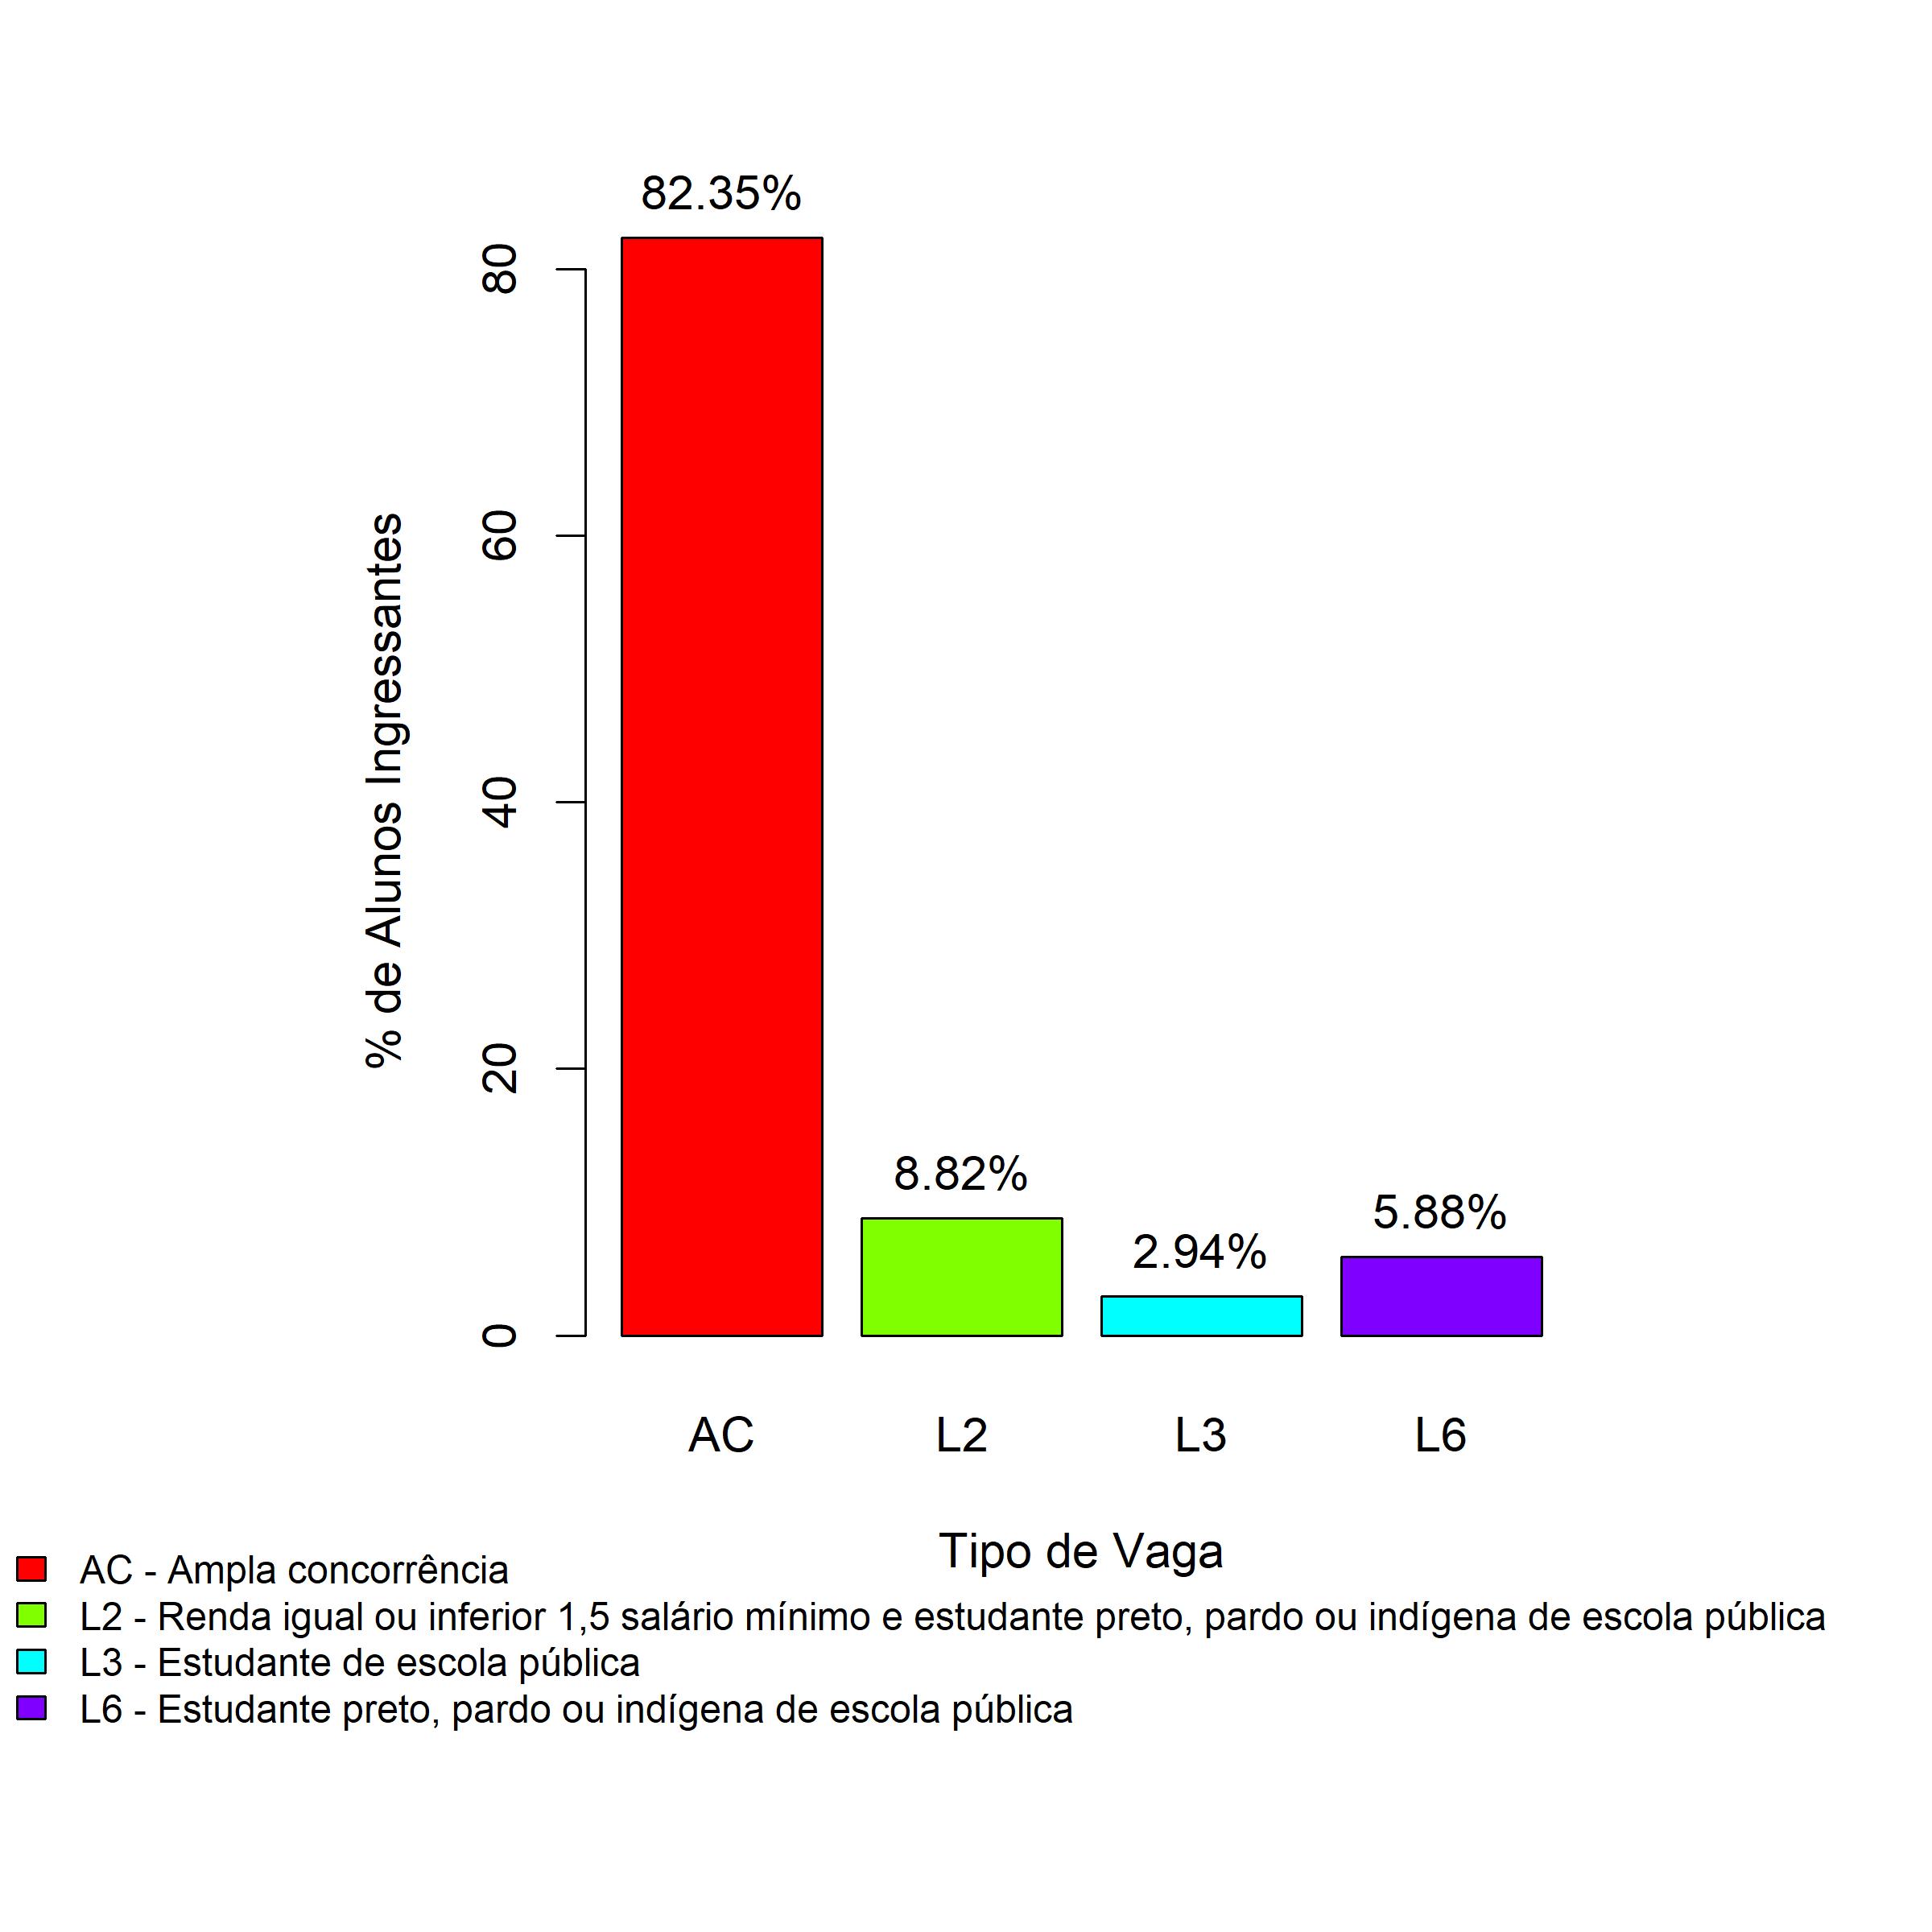 82.35%
80
60
40
20
0
% de Alunos Ingressantes
8.82%
2.94%
5.88%
AC
L2
L3
L6
Tipo de Vaga
AC - Ampla concorrência
L2 - Renda igual ou inferior 1,5 salário mínimo e estudante preto, pardo ou indígena de escola pública
L3 - Estudante de escola pública
L6 - Estudante preto, pardo ou indígena de escola pública